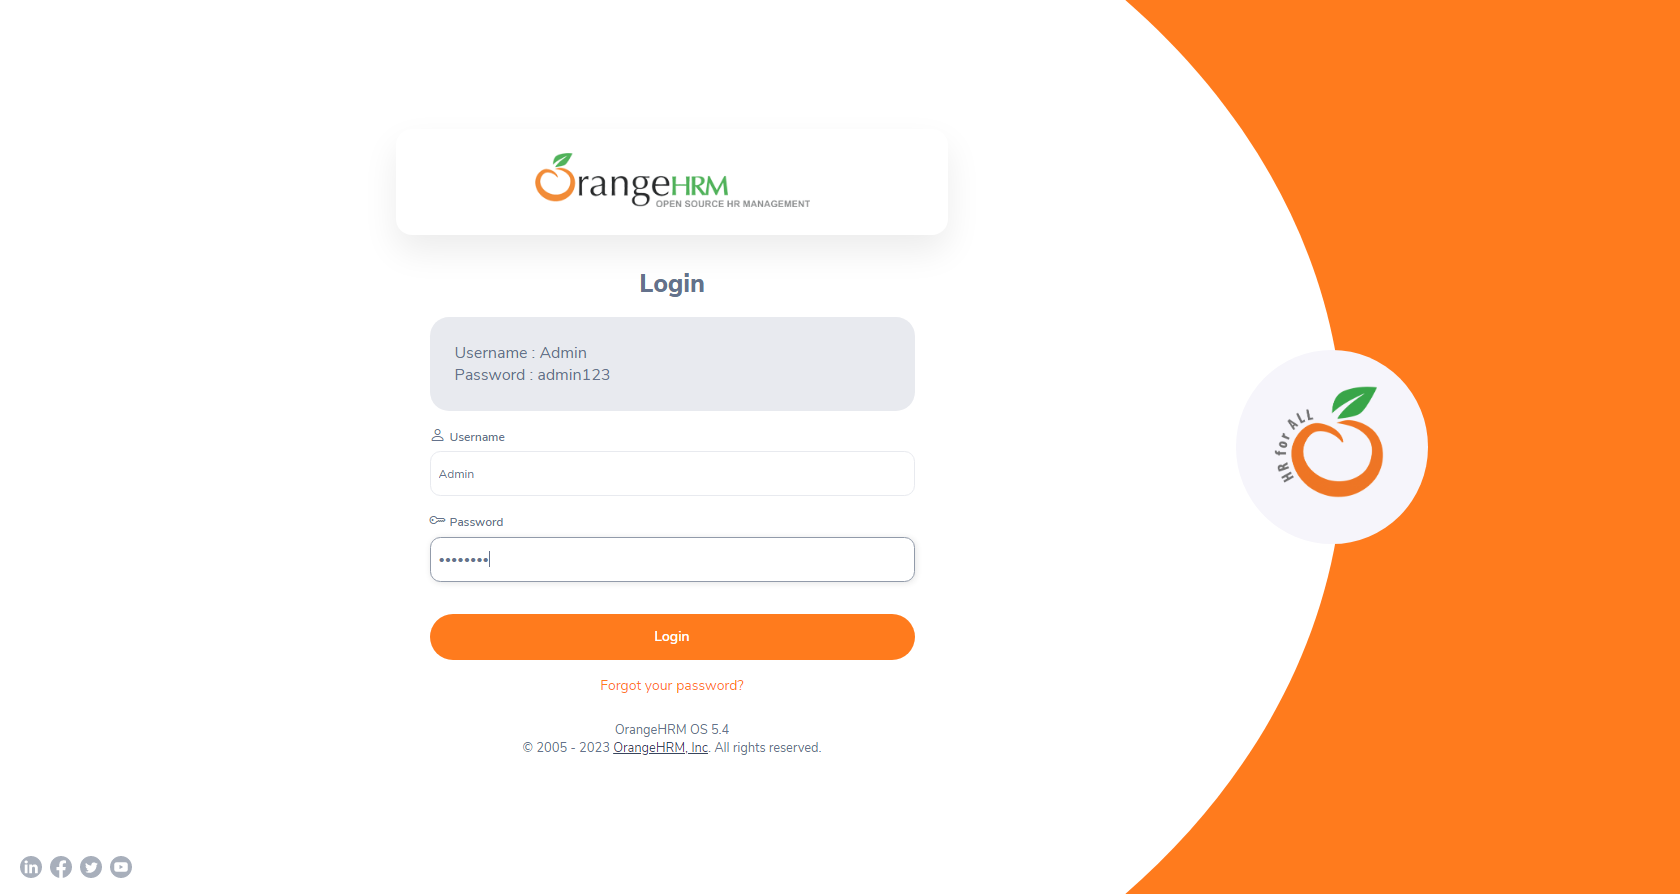 OrangeHRM
OPEN SOURCE HR MANAGEMENT
Login
Username : Admin
Password : admin123
Username
Admin
Password
••••••••
Login
Forgot your password?
OrangeHRM OS 5.4
© 2005 - 2023 OrangeHRM, Inc. All rights reserved.
HR for ALL